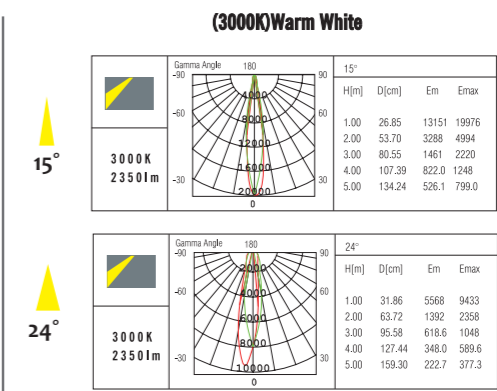 (3000K)Warm White
15°
3000K
2350lm
Gamma Angle 180
-90 90
-60 60
-30 30
0
4000
8000
12000
16000
20000
15°
H[m] D[cm] Em Emax
1.00 26.85 13151 19976
2.00 53.70 3288 4994
3.00 80.55 1461 2220
4.00 107.39 822.0 1248
5.00 134.24 526.1 799.0
24°
3000K
2350lm
Gamma Angle 180
-90 90
-60 60
-30 30
0
2000
4000
6000
8000
10000
24°
H[m] D[cm] Em Emax
1.00 31.86 5568 9433
2.00 63.72 1392 2358
3.00 95.58 618.6 1048
4.00 127.44 348.0 589.6
5.00 159.30 222.7 377.3